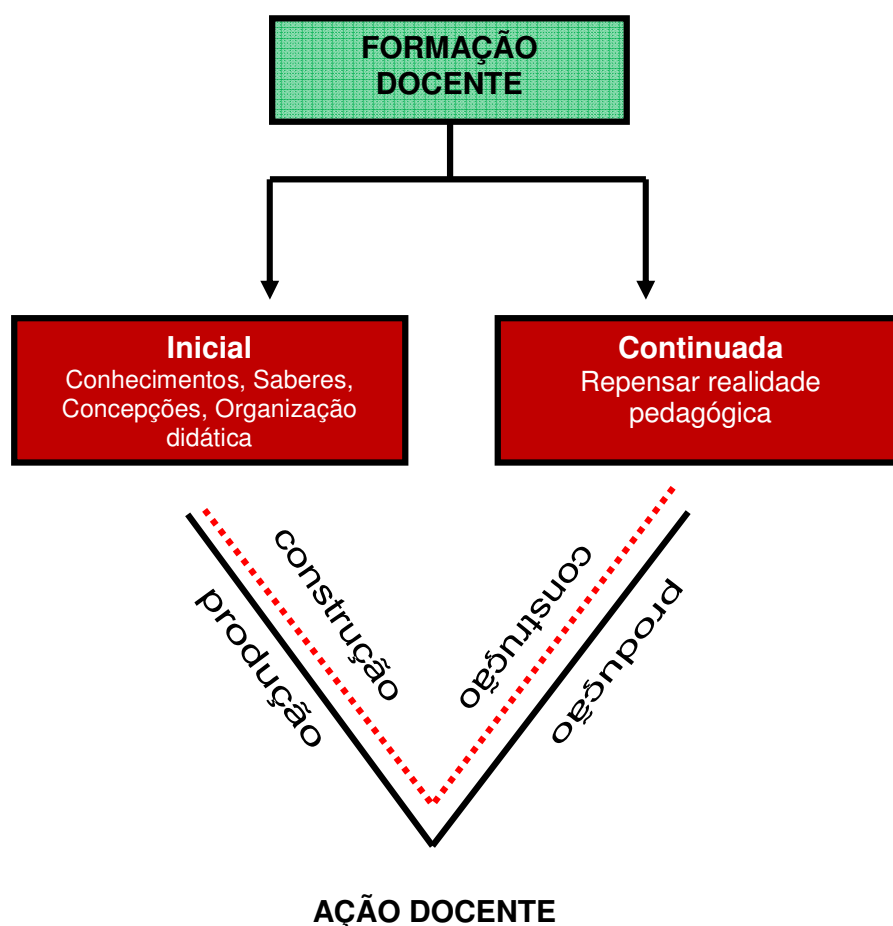 FORMAÇÃO
DOCENTE
Inicial
Conhecimentos, Saberes,
Concepções, Organização
didática
Continuada
Repensar realidade
pedagógica
construção
produção
construção
produção
AÇÃO DOCENTE